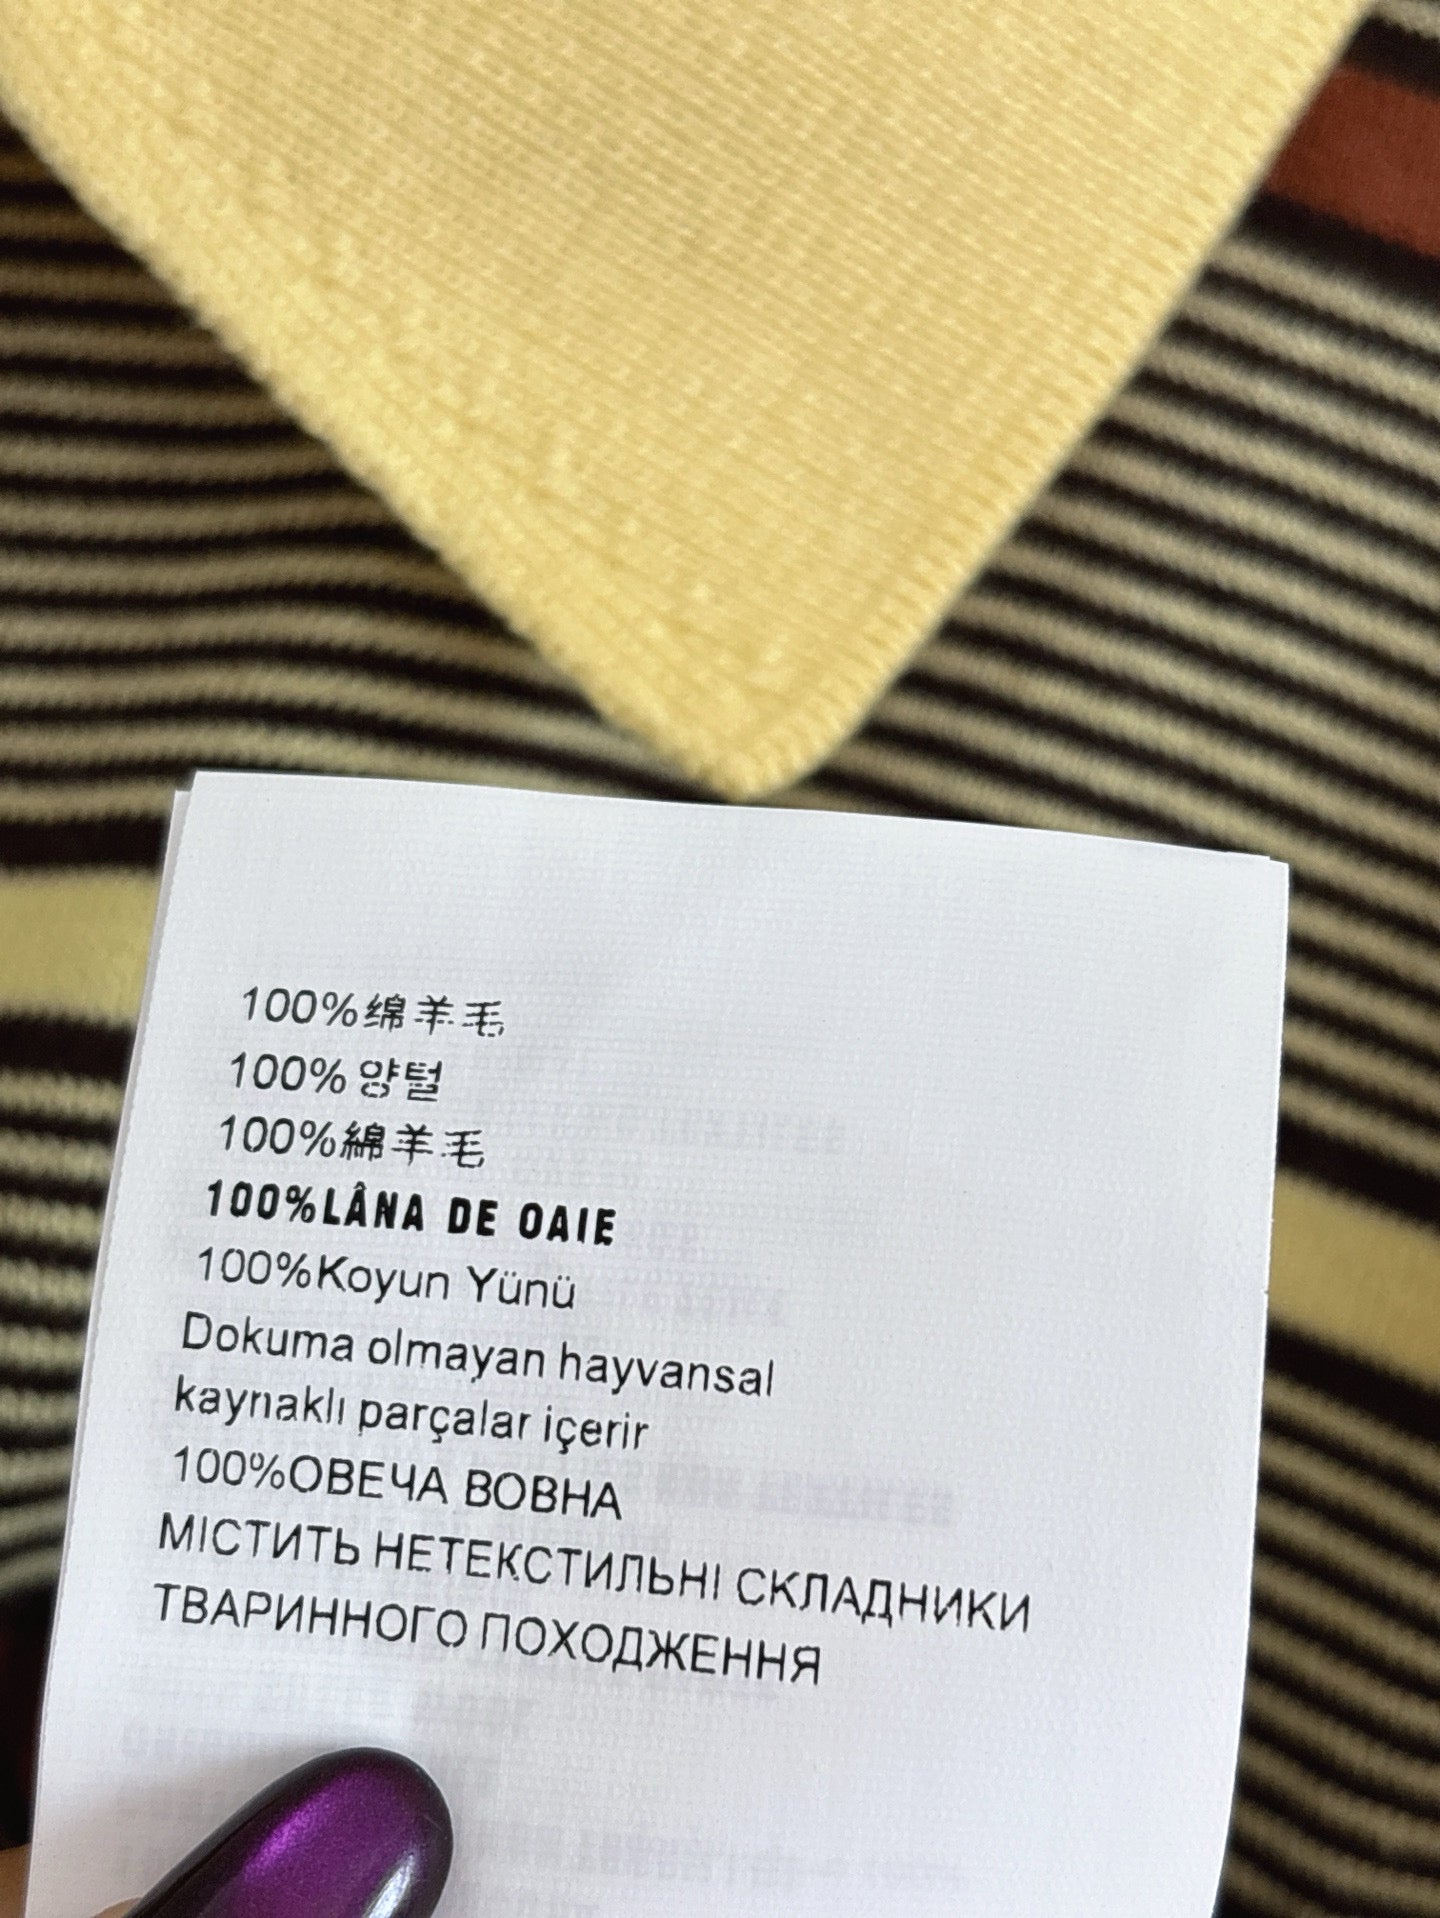 100%绵羊毛
100% 양털
100%綿羊毛
100%LÂNA DE OAIE
100%Koyun Yünü
Dokuma olmayan hayvansal
kaynaklı parçalar içerir
100%ОВЕЧА ВОВНА
МІСТИТЬ НЕТЕКСТИЛЬНІ СКЛАДНИКИ
ТВАРИННОГО ПОХОДЖЕННЯ